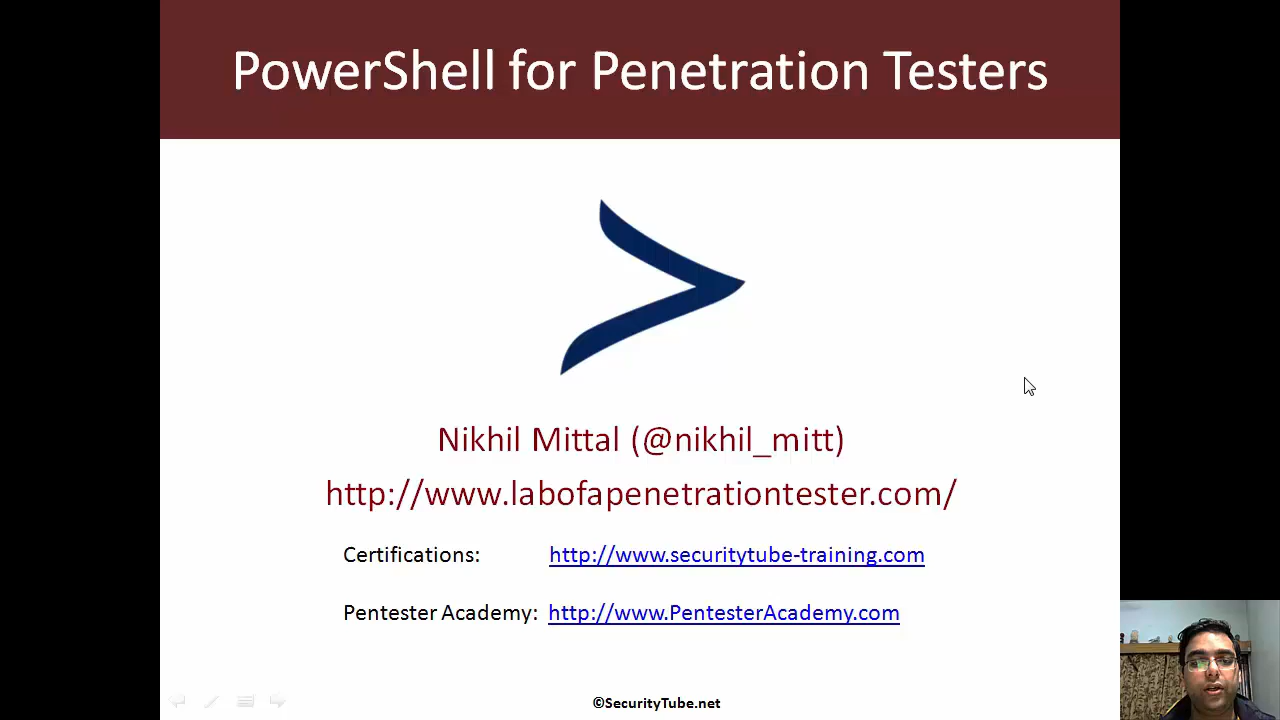 PowerShell for Penetration Testers
Nikhil Mittal (@nikhil_mitt)
http://www.labofapenetrationtester.com/
Certifications: http://www.securitytube-training.com
Pentester Academy: http://www.PentesterAcademy.com
©SecurityTube.net